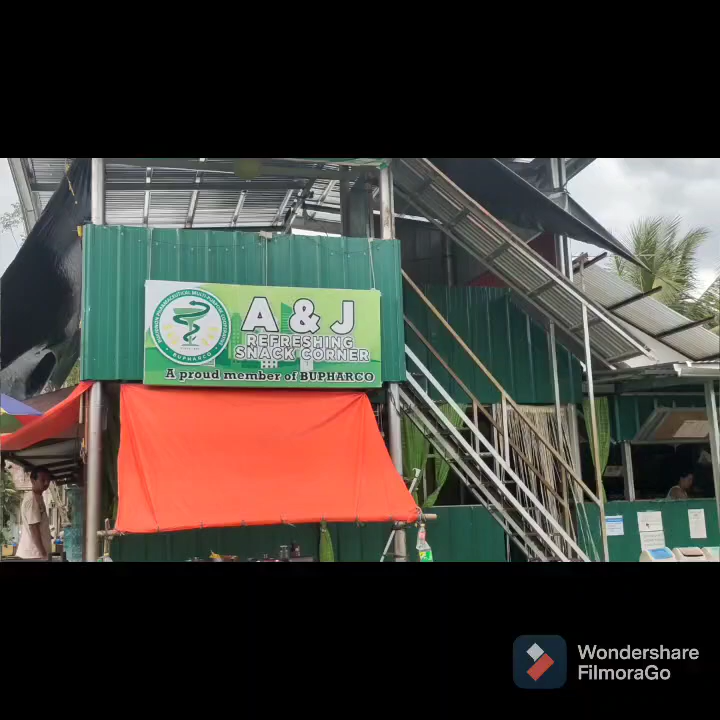 A & J
REFRESHING
SNACK CORNER
A proud member of BUPHARCO
BUPHARCO
Wondershare
FilmoraGo